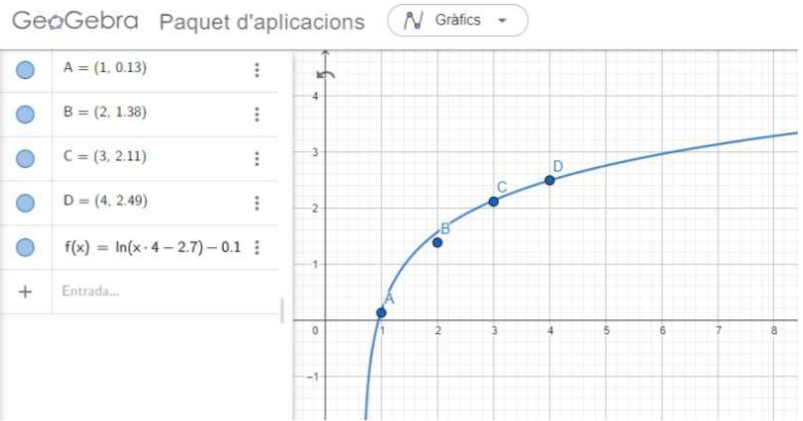 GeoGebra Paquet d'aplicacions Gràfics
A = (1, 0.13)
B = (2, 1.38)
C = (3, 2.11)
D = (4, 2.49)
f(x) = ln(x · 4 − 2.7) − 0.1
+ Entrada...
4
3
2
1
0 1 2 3 4 5 6 7 8
−1
A
B
C
D